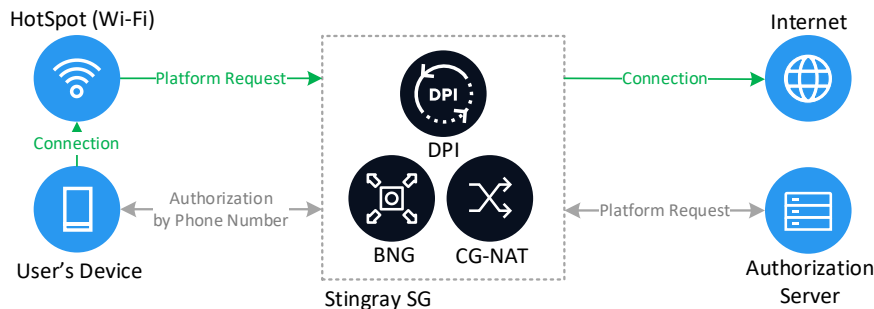 HotSpot (Wi-Fi)
Internet
Platform Request
Connection
DPI
DPI
Connection
Authorization
by Phone Number
Platform Request
BNG
CG-NAT
User's Device
Authorization
Server
Stingray SG